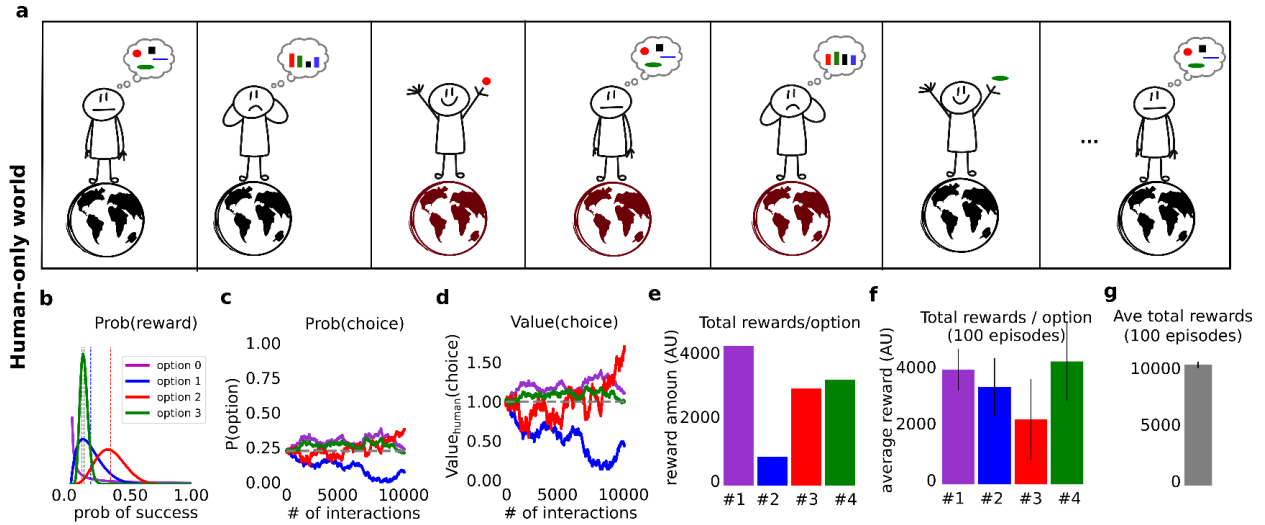 a
Human-only world
...
b
Prob(reward)
option 0
option 1
option 2
option 3
0.0
0.50
1.00
prob of success
c
Prob(choice)
1.00
0.75
0.50
0.25
0.00
P(option)
0
5000
10000
# of interactions
d
Value(choice)
1.50
1.00
0.50
0.00
Value_human(choice)
0
5000
10000
# of interactions
e
Total rewards/option
4000
2000
0
reward amoun (AU)
#1 #2 #3 #4
f
Total rewards / option
(100 episodes)
4000
2000
0
average reward (AU)
#1 #2 #3 #4
g
Ave total rewards
(100 episodes)
10000
5000
0